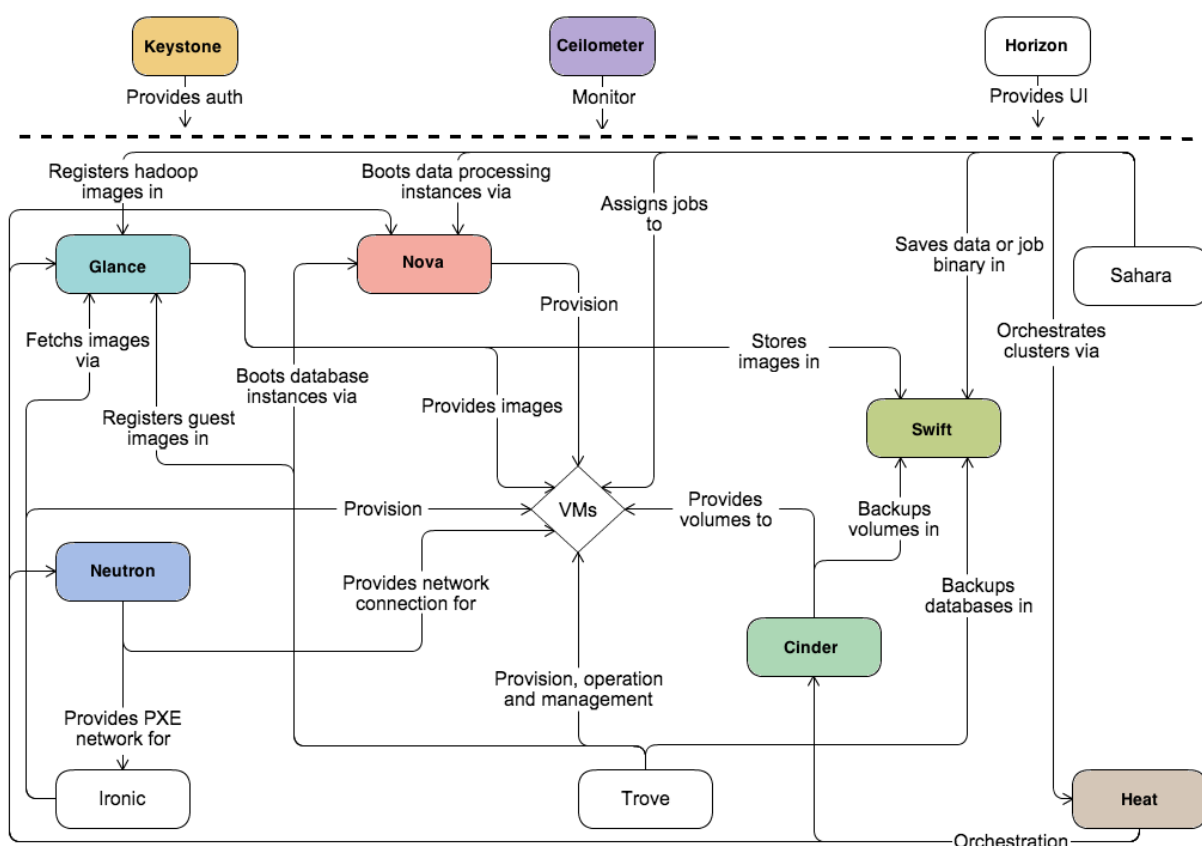 Keystone
Ceilometer
Horizon
Provides auth
Monitor
Provides UI
Registers hadoop
images in
Boots data processing
instances via
Assigns jobs
to
Saves data or job
binary in
Glance
Nova
Sahara
Provision
Fetchs images
via
Stores
images in
Orchestrates
clusters via
Boots database
instances via
Provides images
Registers guest
images in
Swift
Provision
VMs
Provides
volumes to
Backups
volumes in
Neutron
Provides network
connection for
Backups
databases in
Cinder
Provision, operation
and management
Provides PXE
network for
Ironic
Trove
Heat
Orchestration